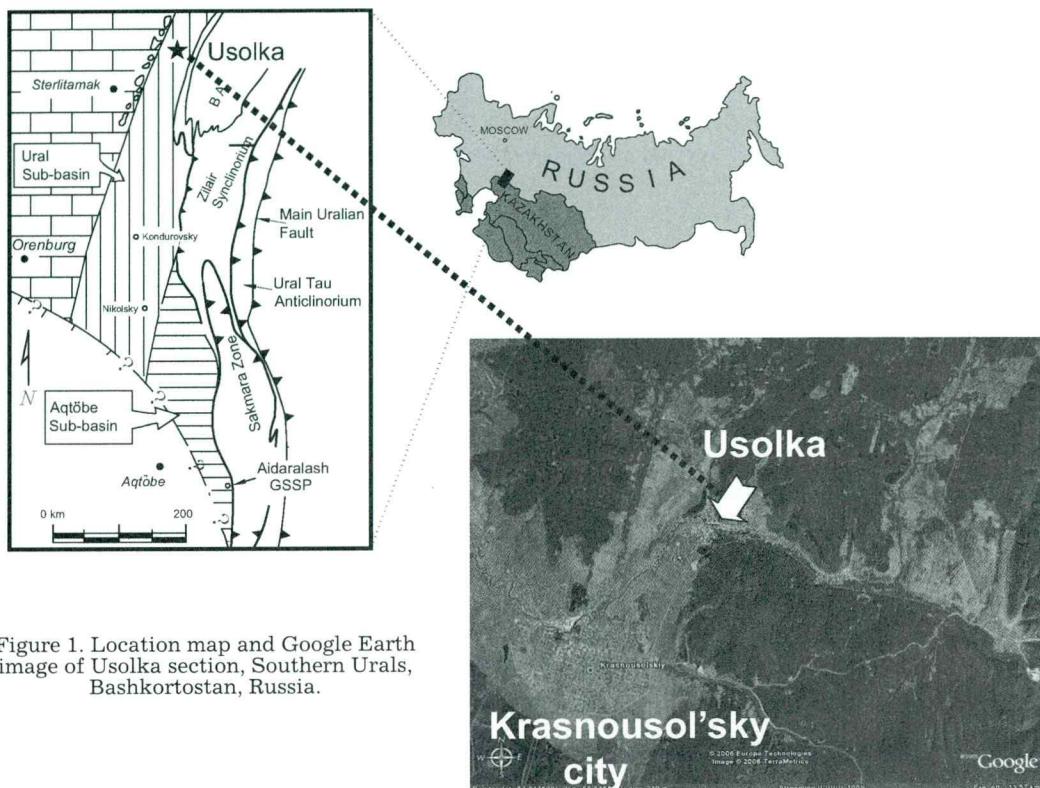 Usolka
Sterlitamak
B A
Ural
Sub-basin
Zilair
Synclinorium
Main Uralian
Fault
Kondurovsky
Orenburg
Ural Tau
Anticlinorium
Nikolsky
N
Sakmara Zone
Aqtöbe
Sub-basin
Aidaralash
GSSP
Aqtöbe
0 km 200
?
?
?
?
?
MOSCOW
RUSSIA
KAZAKHSTAN
Usolka
Krasnousolskiy
Krasnousol'sky
city
W N E
© 2006 Europa Technologies
Image © 2006 TerraMetrics
Google
Figure 1. Location map and Google Earth
image of Usolka section, Southern Urals,
Bashkortostan, Russia.